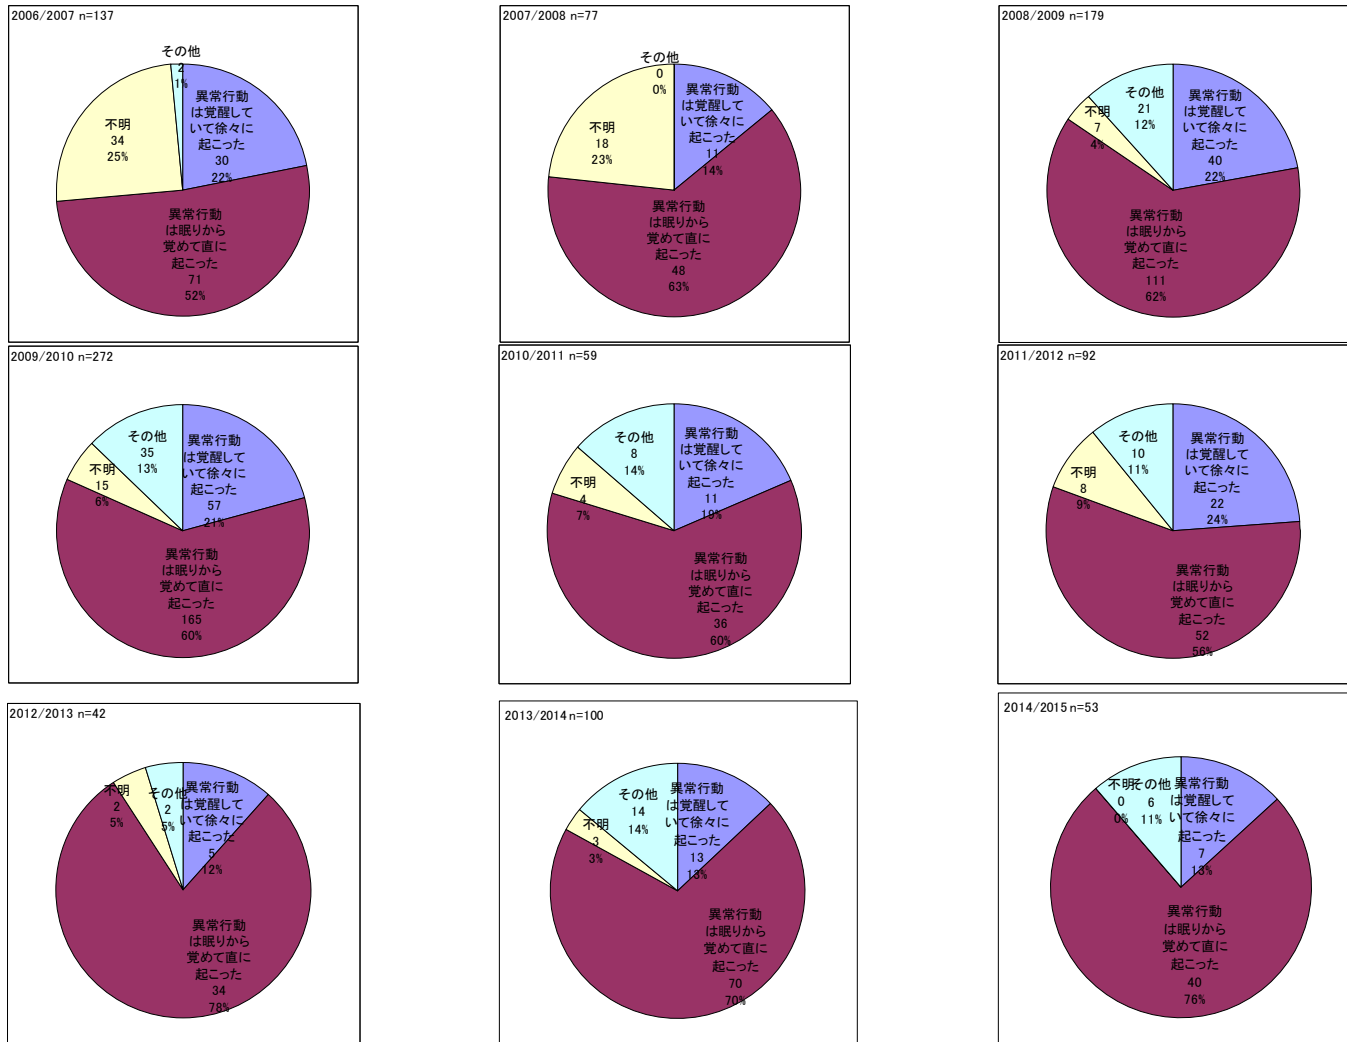 2006/2007 n=137
その他
2
1%
異常行動
は覚醒して
いて徐々に
起こった
30
22%
不明
34
25%
異常行動
は眠りから
覚めて直に
起こった
71
52%
2007/2008 n=77
その他
0
0%
異常行動
は覚醒して
いて徐々に
起こった
11
14%
不明
18
23%
異常行動
は眠りから
覚めて直に
起こった
48
63%
2008/2009 n=179
その他
21
12%
異常行動
は覚醒して
いて徐々に
起こった
40
22%
不明
7
4%
異常行動
は眠りから
覚めて直に
起こった
111
62%
2009/2010 n=272
その他
35
13%
異常行動
は覚醒して
いて徐々に
起こった
57
21%
不明
15
6%
異常行動
は眠りから
覚めて直に
起こった
165
60%
2010/2011 n=59
その他
8
14%
異常行動
は覚醒して
いて徐々に
起こった
11
19%
不明
4
7%
異常行動
は眠りから
覚めて直に
起こった
36
60%
2011/2012 n=92
その他
10
11%
異常行動
は覚醒して
いて徐々に
起こった
22
24%
不明
8
9%
異常行動
は眠りから
覚めて直に
起こった
52
56%
2012/2013 n=42
不明
2
5%
その他
2
5%
異常行動
は覚醒して
いて徐々に
起こった
5
12%
異常行動
は眠りから
覚めて直に
起こった
34
78%
2013/2014 n=100
その他
14
14%
異常行動
は覚醒して
いて徐々に
起こった
13
13%
不明
3
3%
異常行動
は眠りから
覚めて直に
起こった
70
70%
2014/2015 n=53
不明
0
0%
その他
6
11%
異常行動
は覚醒して
いて徐々に
起こった
7
13%
異常行動
は眠りから
覚めて直に
起こった
40
76%